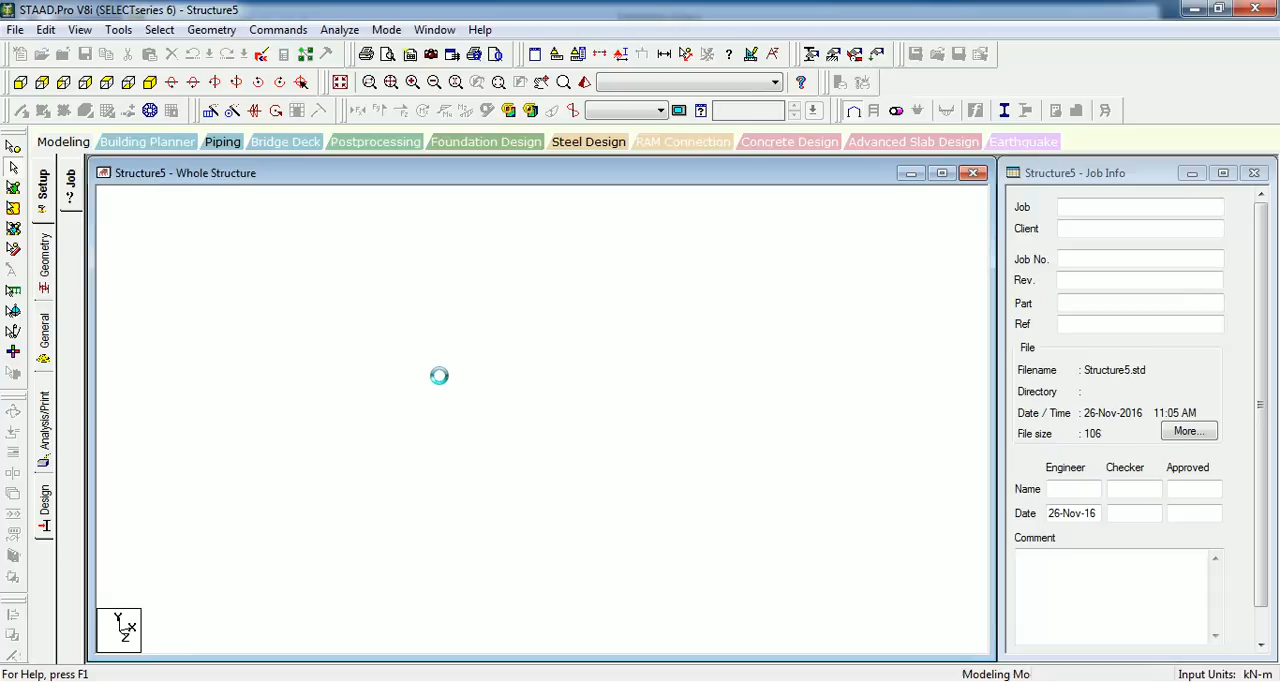 STAAD.Pro V8i (SELECTseries 6) - Structure5
File Edit View Tools Select Geometry Commands Analyze Mode Window Help
Modeling Building Planner Piping Bridge Deck Postprocessing Foundation Design Steel Design RAM Connection Concrete Design Advanced Slab Design Earthquake
Setup
Geometry
General
Analysis/Print
Design
? Job
Structure5 - Whole Structure
Y
X
Z
Structure5 - Job Info
Job
Client
Job No.
Rev.
Part
Ref
File
Filename : Structure5.std
Directory :
Date / Time : 26-Nov-2016 11:05 AM
File size : 106 More...
Engineer Checker Approved
Name
Date 26-Nov-16
Comment
For Help, press F1
Modeling Mo
Input Units: kN-m